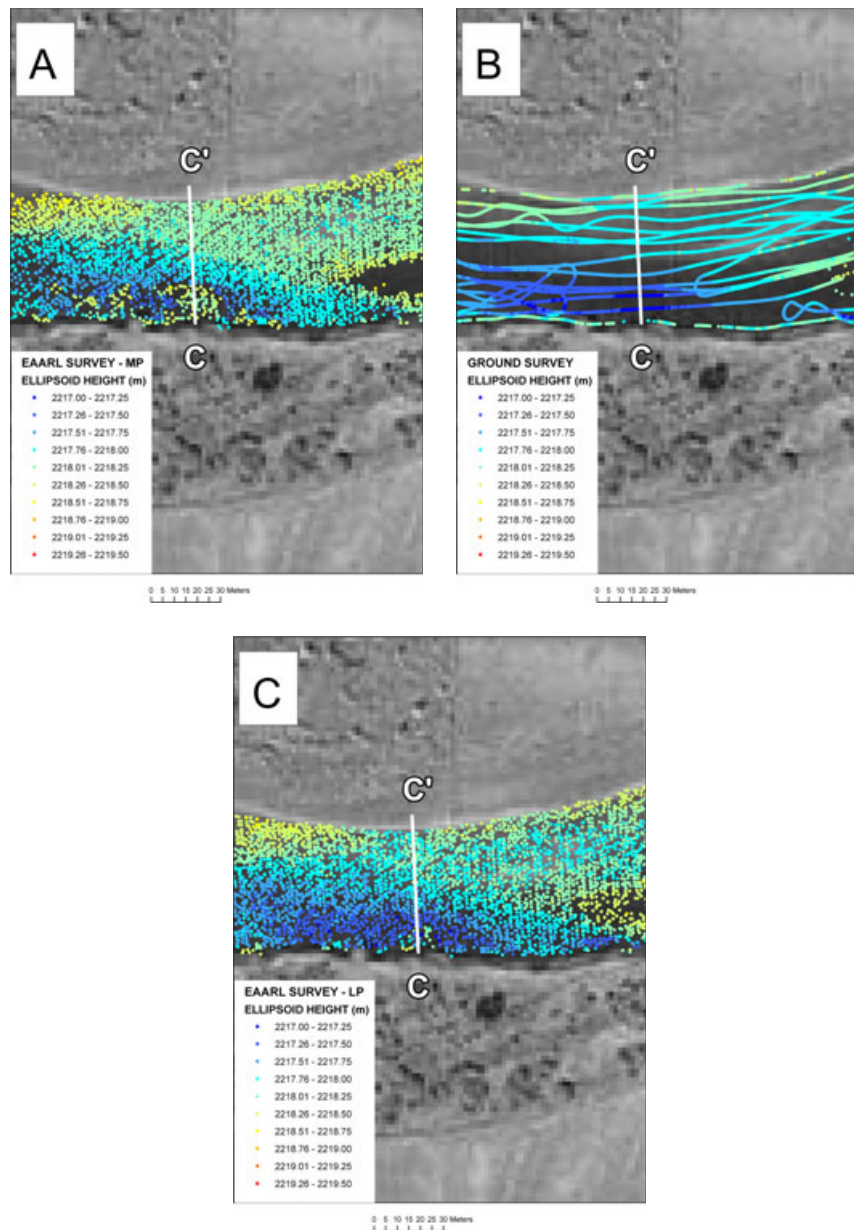 A
C'
C
EAARL SURVEY - MP
ELLIPSOID HEIGHT (m)
2217.00 - 2217.25
2217.26 - 2217.50
2217.51 - 2217.75
2217.76 - 2218.00
2218.01 - 2218.25
2218.26 - 2218.50
2218.51 - 2218.75
2218.76 - 2219.00
2219.01 - 2219.25
2219.26 - 2219.50
0 5 10 15 20 25 30 Meters
B
C'
C
GROUND SURVEY
ELLIPSOID HEIGHT (m)
2217.00 - 2217.25
2217.26 - 2217.50
2217.51 - 2217.75
2217.76 - 2218.00
2218.01 - 2218.25
2218.26 - 2218.50
2218.51 - 2218.75
2218.76 - 2219.00
2219.01 - 2219.25
2219.26 - 2219.50
0 5 10 15 20 25 30 Meters
C
C'
C
EAARL SURVEY - LP
ELLIPSOID HEIGHT (m)
2217.00 - 2217.25
2217.26 - 2217.50
2217.51 - 2217.75
2217.76 - 2218.00
2218.01 - 2218.25
2218.26 - 2218.50
2218.51 - 2218.75
2218.76 - 2219.00
2219.01 - 2219.25
2219.26 - 2219.50
0 5 10 15 20 25 30 Meters